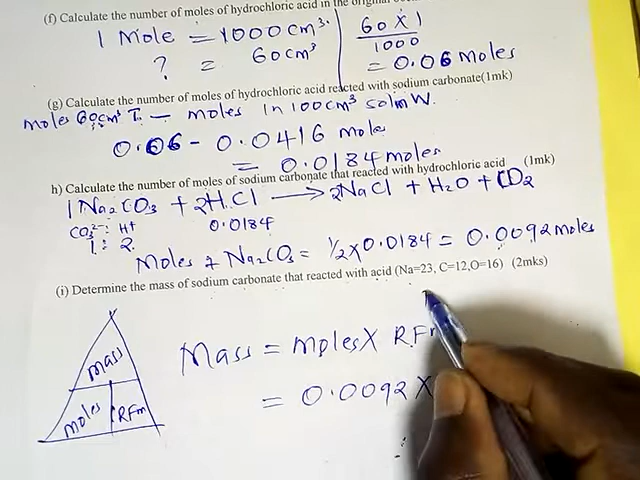 (f) Calculate the number of moles of hydrochloric acid in the original
1 Mole = 1000cm³.
? = 60cm³
60 X 1
1000
= 0.06 moles
(g) Calculate the number of moles of hydrochloric acid reacted with sodium carbonate(1mk)
moles 60cm³ T. – moles in 100cm³ soln W.
0.06 - 0.0416 moles
= 0.0184 moles
h) Calculate the number of moles of sodium carbonate that reacted with hydrochloric acid (1mk)
1Na₂CO₃ + 2HCl → 2NaCl + H₂O + CO₂
CO₃²⁻ : H⁺ 0.0184
1 : 2
Moles of Na₂CO₃ = ½ x 0.0184 = 0.0092 moles
(i) Determine the mass of sodium carbonate that reacted with acid (Na=23, C=12,O=16) (2mks)
mass
moles RFm
Mass = moles X RFm
= 0.0092 X